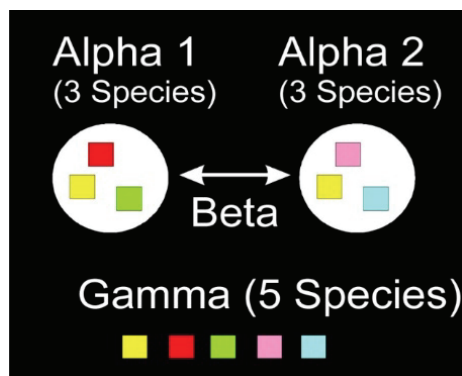 Alpha 1
(3 Species)
Alpha 2
(3 Species)
Beta
Gamma (5 Species)